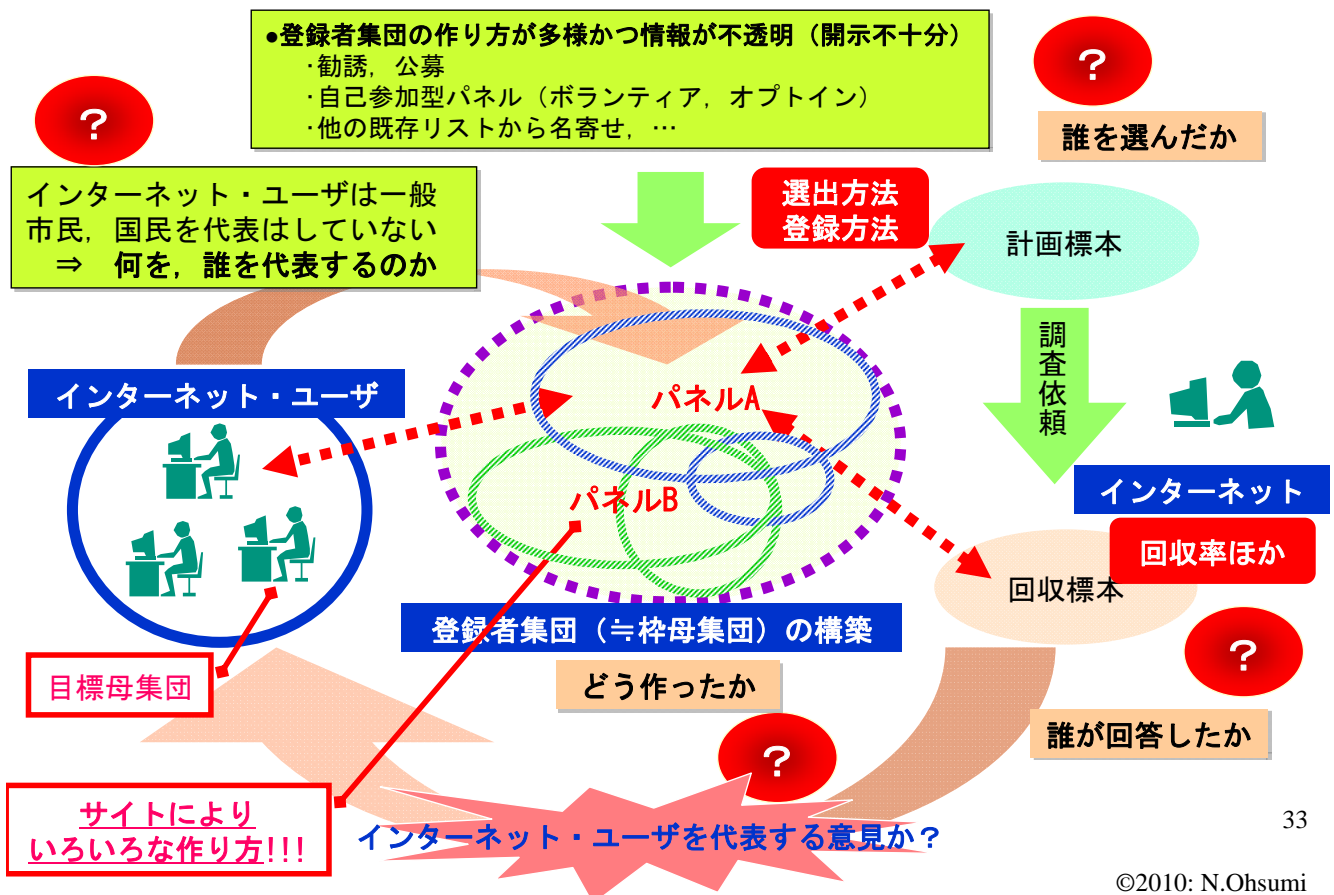 ●登録者集団の作り方が多様かつ情報が不透明（開示不十分）
・勧誘，公募
・自己参加型パネル（ボランティア，オプトイン）
・他の既存リストから名寄せ，…
？
？
誰を選んだか
インターネット・ユーザは一般
市民，国民を代表はしていない
⇒　何を，誰を代表するのか
選出方法
登録方法
計画標本
調査依頼
インターネット・ユーザ
パネルA
パネルB
インターネット
回収率ほか
回収標本
登録者集団（≒枠母集団）の構築
どう作ったか
目標母集団
？
誰が回答したか
？
サイトにより
いろいろな作り方!!!
インターネット・ユーザを代表する意見か？
33
©2010: N.Ohsumi